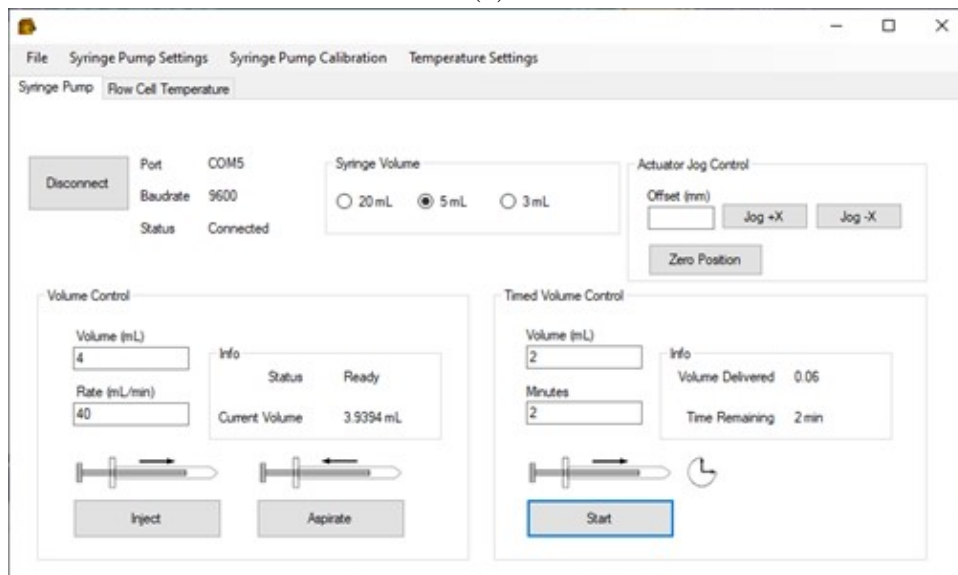 File Syringe Pump Settings Syringe Pump Calibration Temperature Settings
Syringe Pump Flow Cell Temperature
Disconnect
Port COM5
Baudrate 9600
Status Connected
Syringe Volume
20 mL 5 mL 3 mL
Actuator Jog Control
Offset (mm)
Jog +X Jog -X
Zero Position
Volume Control
Volume (mL)
4
Rate (mL/min)
40
Info
Status Ready
Current Volume 3.9394 mL
Inject Aspirate
Timed Volume Control
Volume (mL)
2
Minutes
2
Info
Volume Delivered 0.06
Time Remaining 2 min
Start